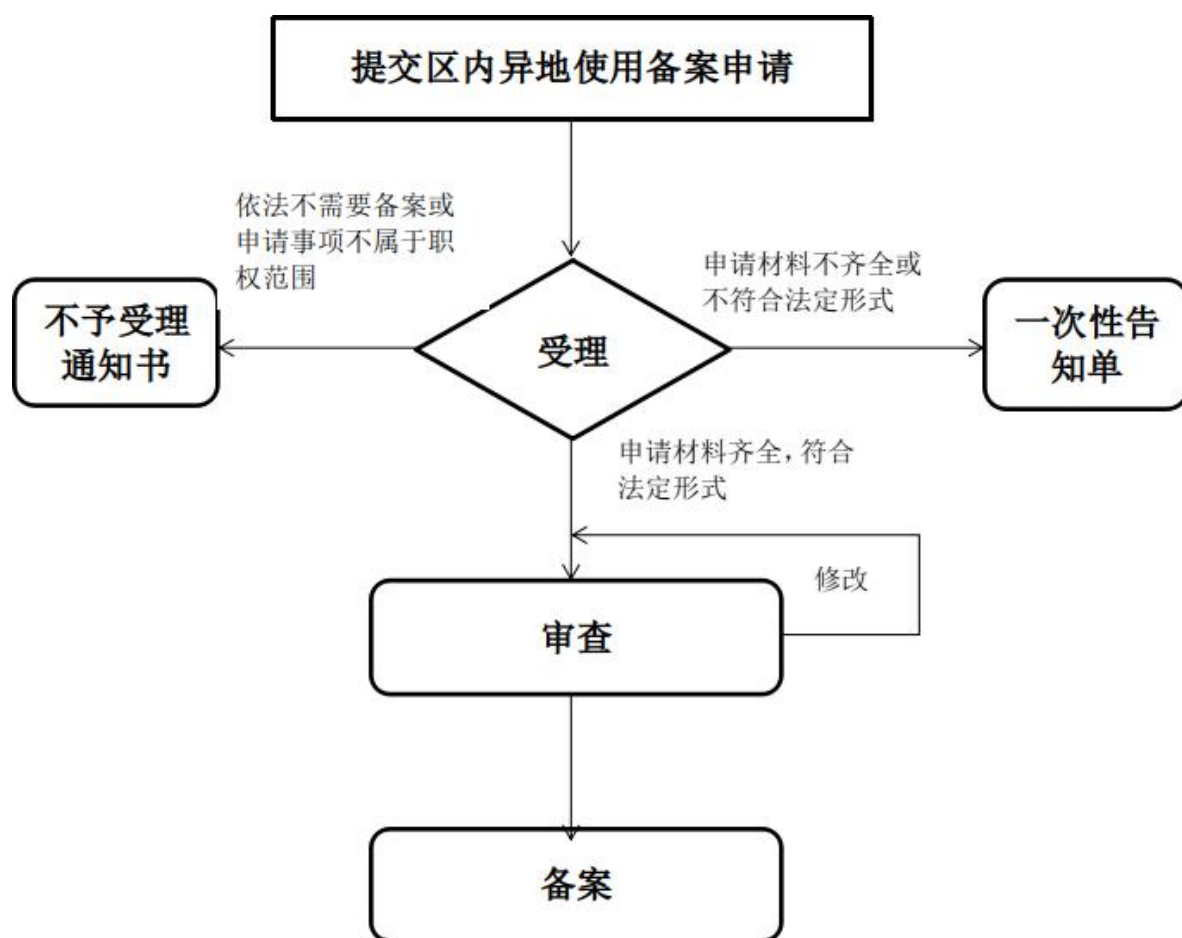 提交区内异地使用备案申请
依法不需要备案或
申请事项不属于职
权范围
申请材料不齐全或
不符合法定形式
不予受理
通知书
受理
一次性告
知单
申请材料齐全,符合
法定形式
修改
审查
备案